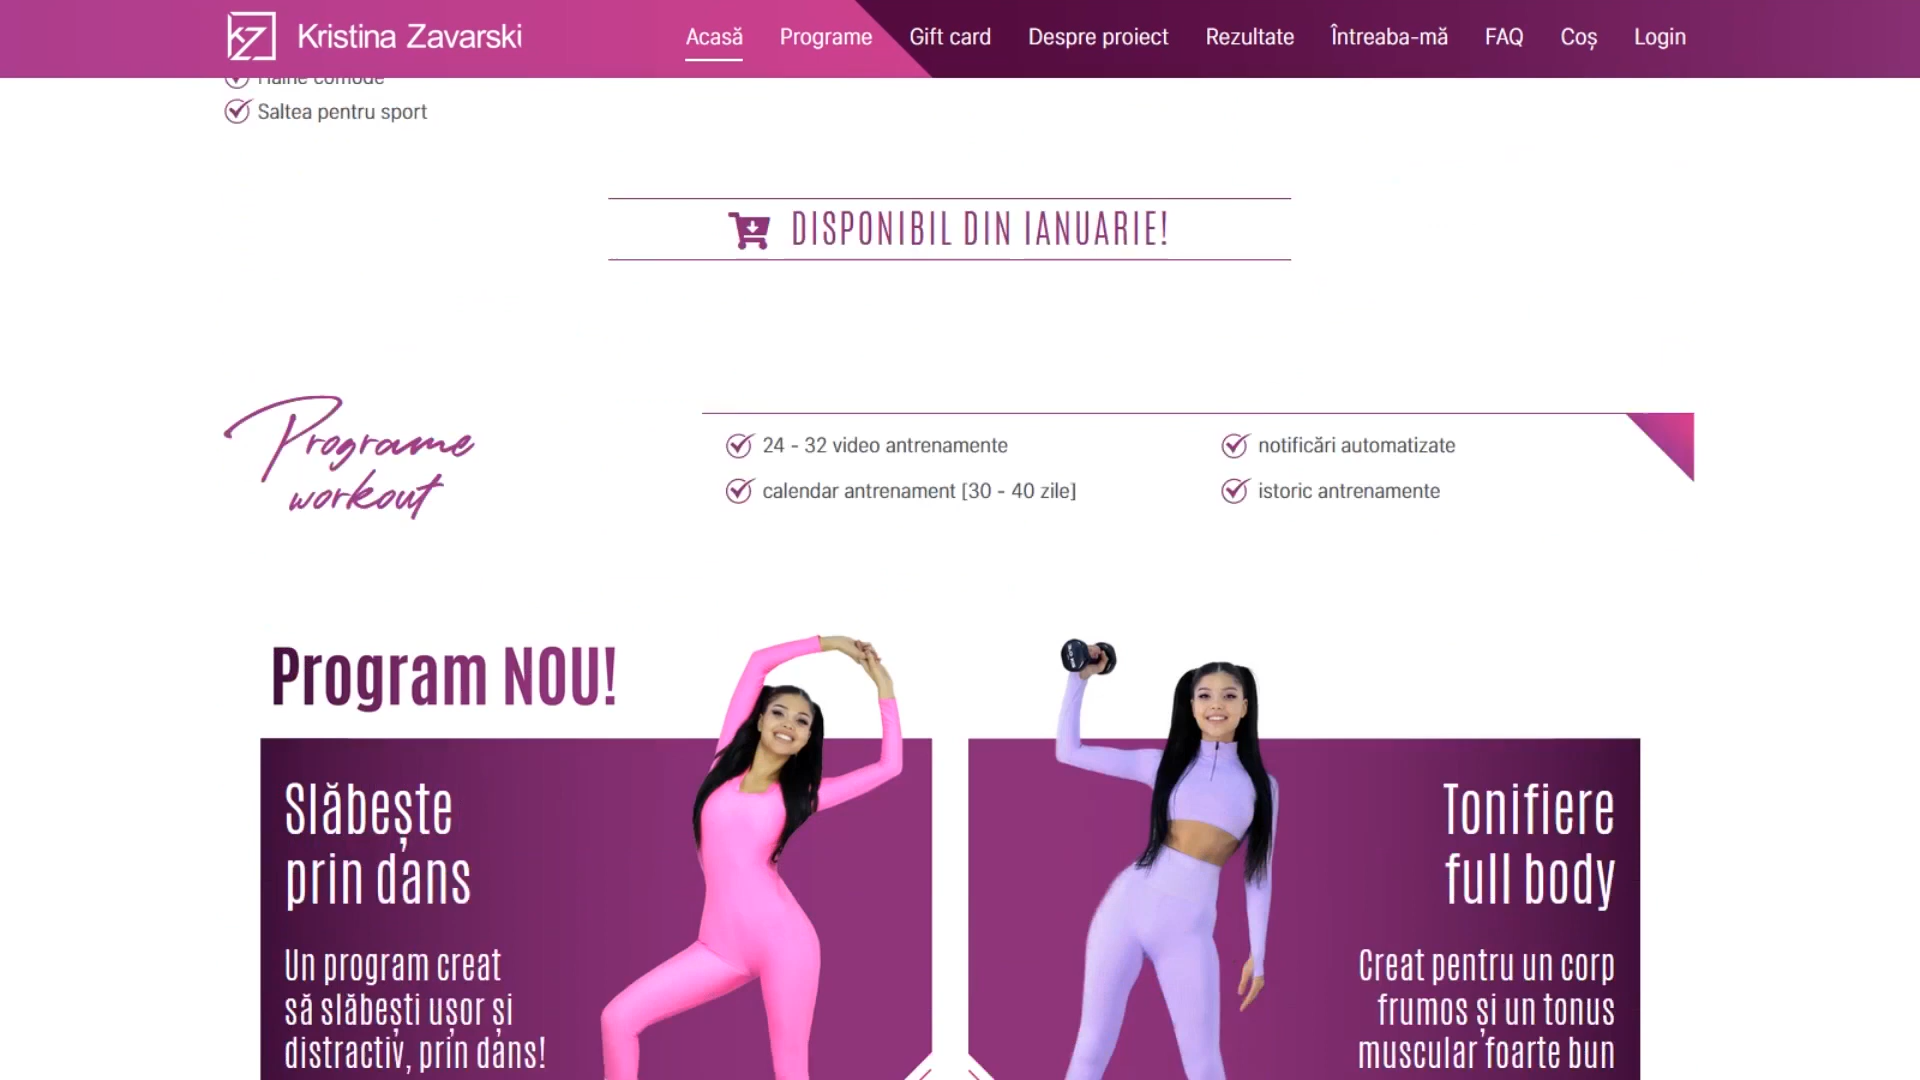 KZ Kristina Zavarski
Acasă Programe Gift card Despre proiect Rezultate Întreaba-mă FAQ Coș Login
Haine comode
Saltea pentru sport
DISPONIBIL DIN IANUARIE!
Programe
workout
24 - 32 video antrenamente
calendar antrenament [30 - 40 zile]
notificări automatizate
istoric antrenamente
Program NOU!
Slăbește
prin dans
Un program creat
să slăbești ușor și
distractiv, prin dans!
Tonifiere
full body
Creat pentru un corp
frumos și un tonus
muscular foarte bun